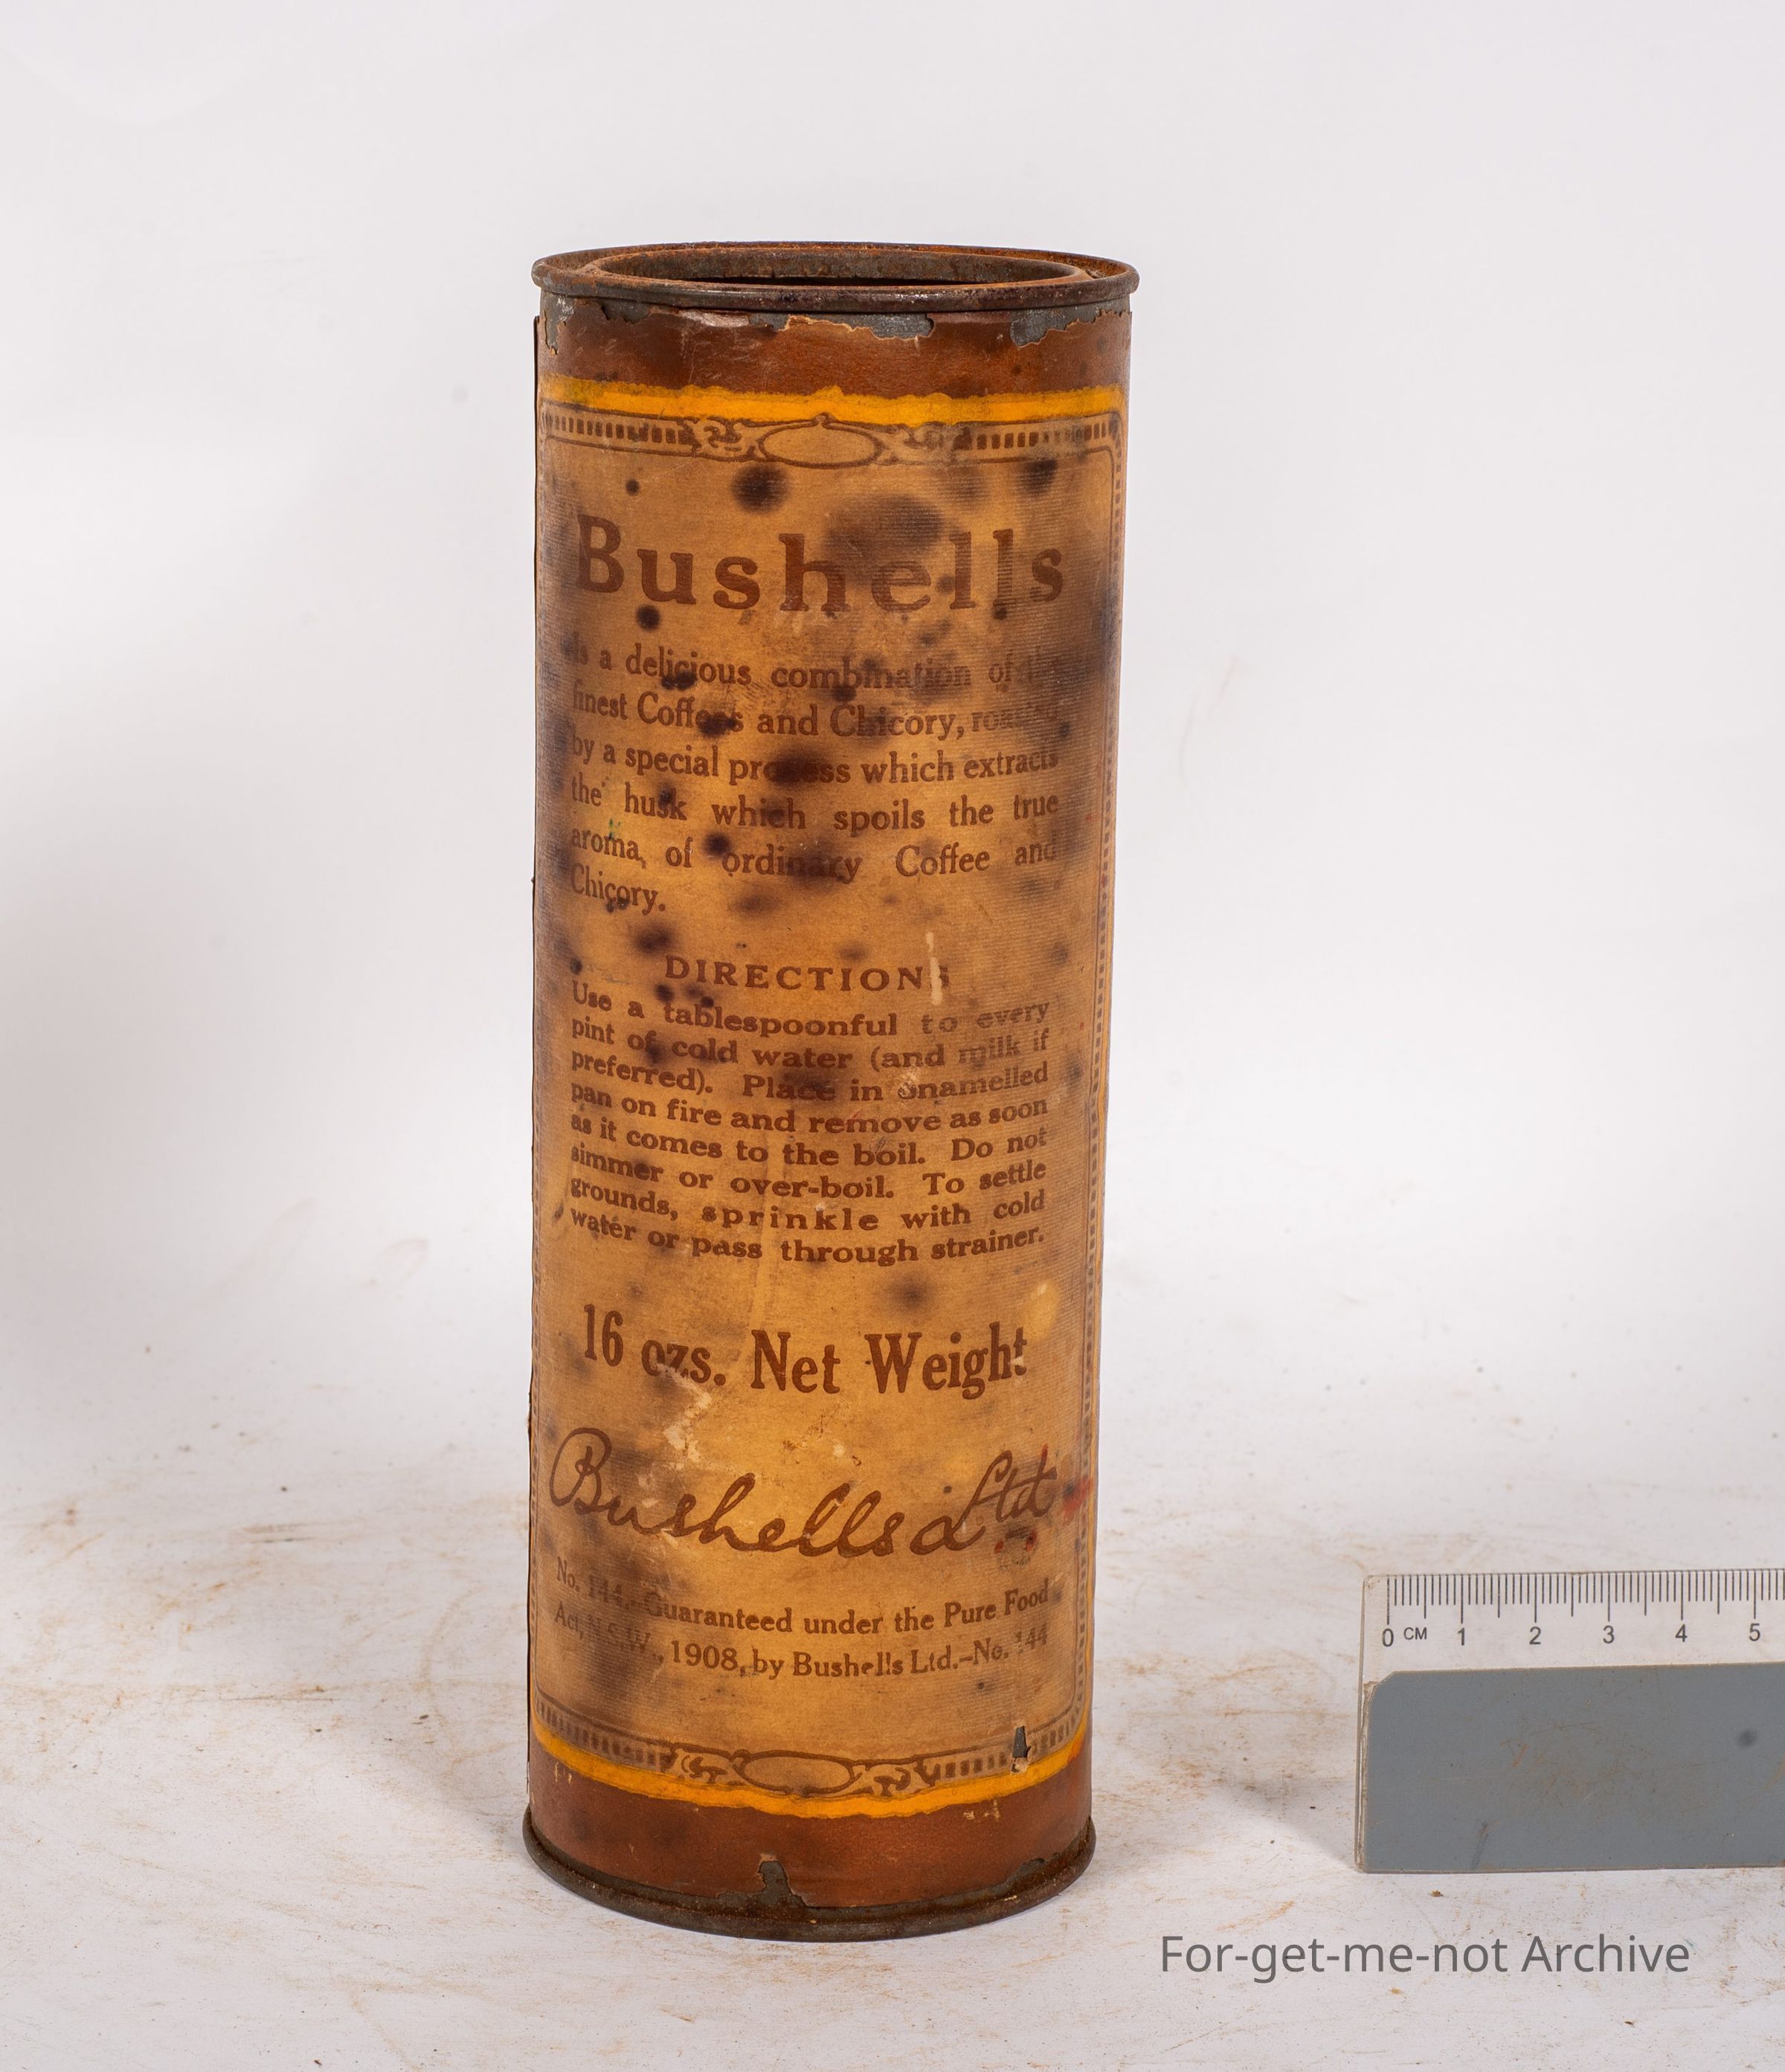 Bushells
Is a delicious combination of the
finest Coffees and Chicory, roasted
by a special process which extracts
the husk which spoils the true
aroma, of ordinary Coffee and
Chicory.
DIRECTIONS
Use a tablespoonful to every
pint of cold water (and milk if
preferred). Place in enamelled
pan on fire and remove as soon
as it comes to the boil. Do not
simmer or over-boil. To settle
grounds, sprinkle with cold
water or pass through strainer.
16 ozs. Net Weight
Bushells Ltd
No. 144.-Guaranteed under the Pure Food
Act, N.S.W., 1908, by Bushells Ltd.-No. 144
0 CM 1 2 3 4 5
For-get-me-not Archive